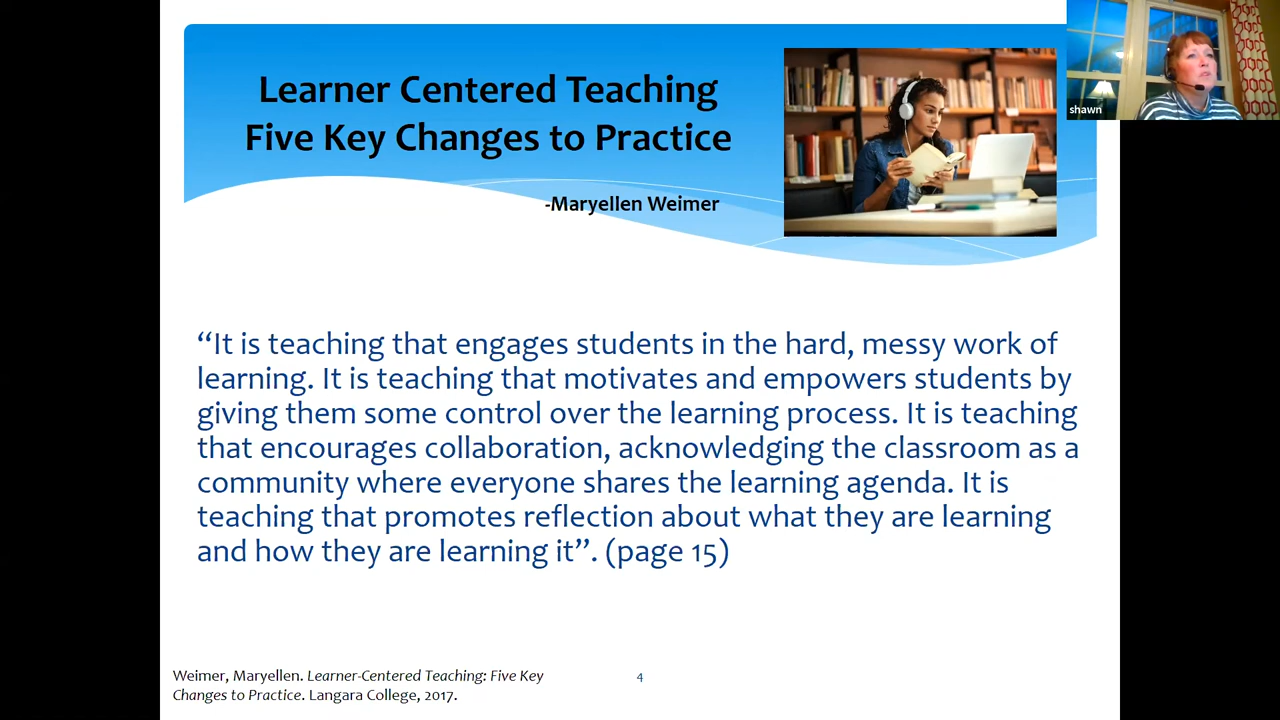 Learner Centered Teaching
Five Key Changes to Practice
-Maryellen Weimer
shawn
“It is teaching that engages students in the hard, messy work of
learning. It is teaching that motivates and empowers students by
giving them some control over the learning process. It is teaching
that encourages collaboration, acknowledging the classroom as a
community where everyone shares the learning agenda. It is
teaching that promotes reflection about what they are learning
and how they are learning it”. (page 15)
Weimer, Maryellen. Learner-Centered Teaching: Five Key
Changes to Practice. Langara College, 2017.
4